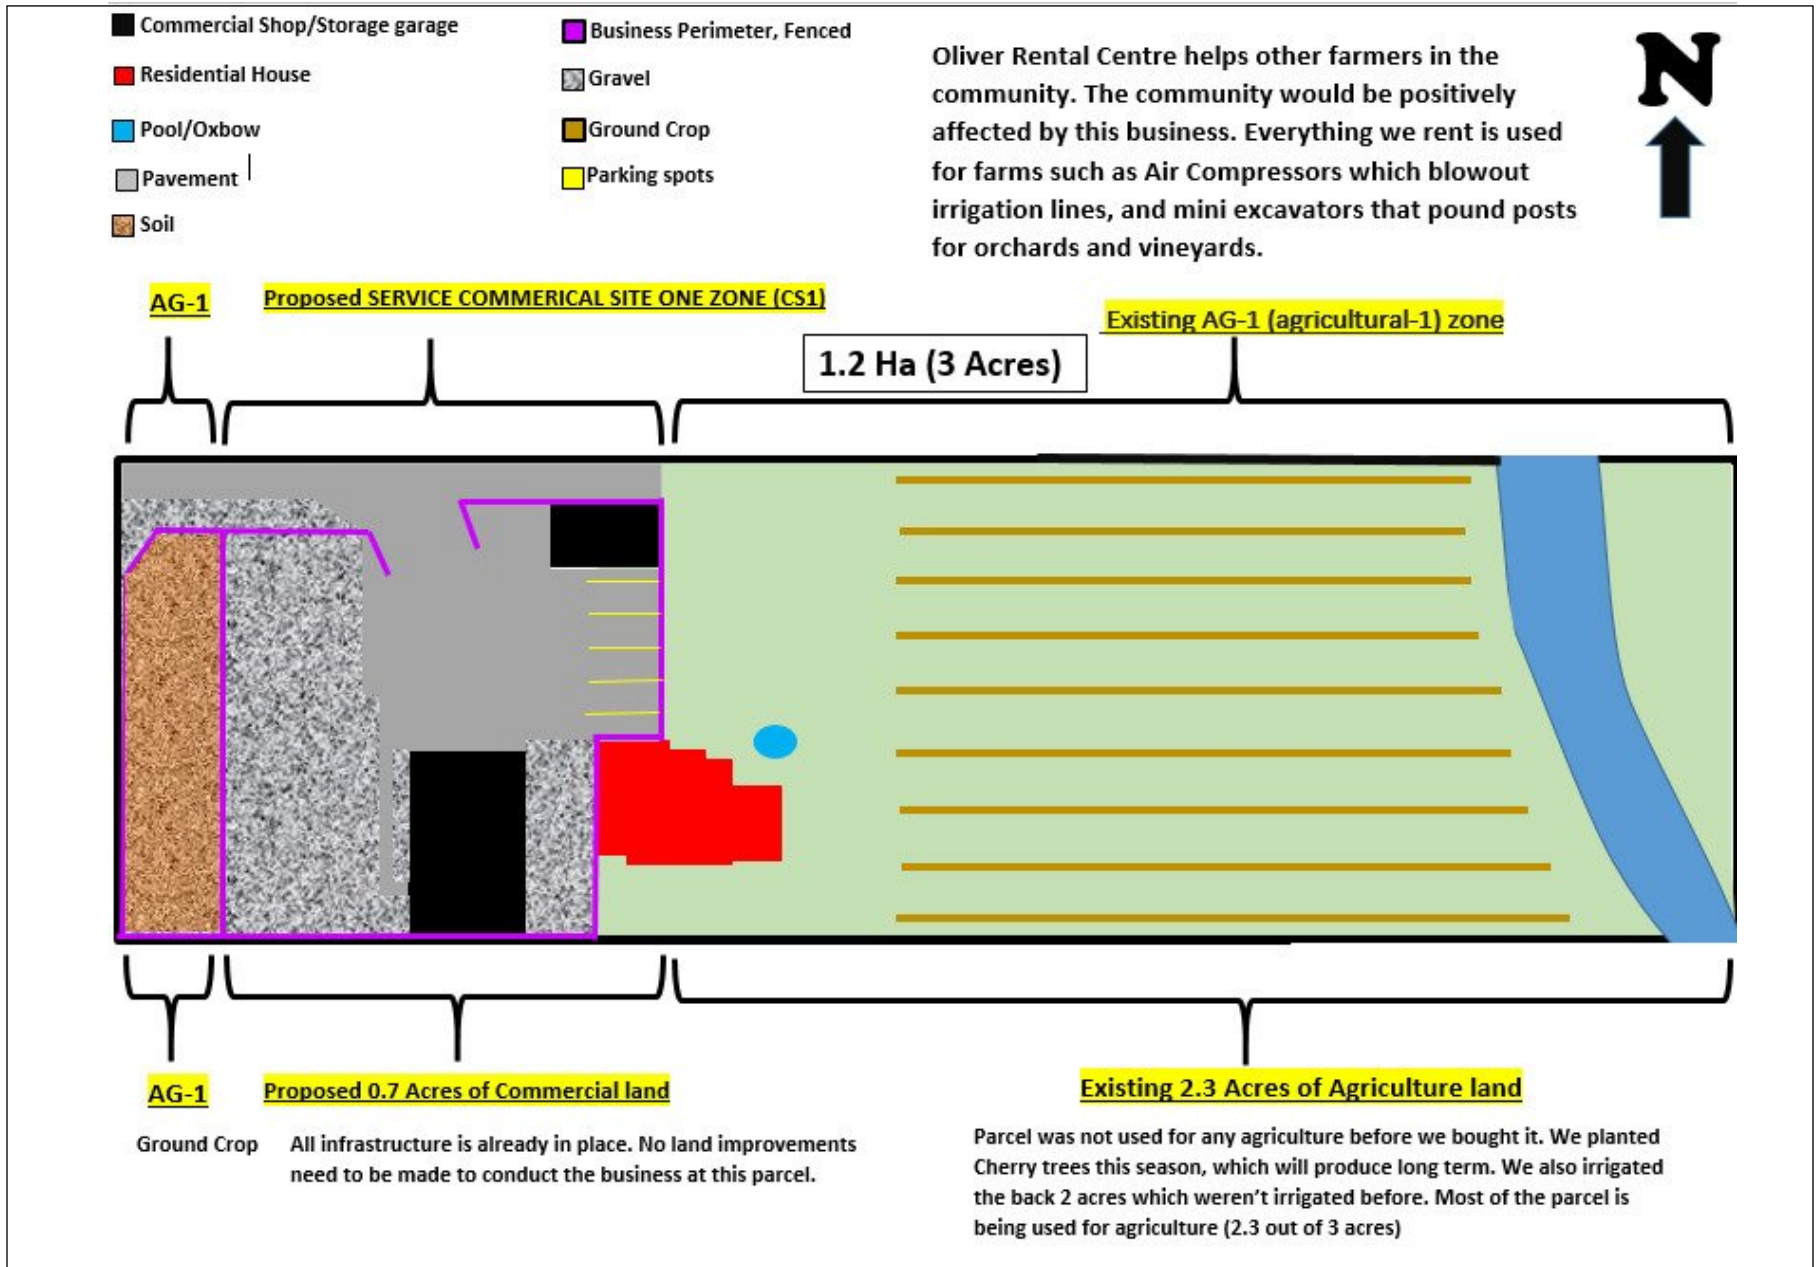 Commercial Shop/Storage garage
Residential House
Pool/Oxbow
Pavement
Soil
Business Perimeter, Fenced
Gravel
Ground Crop
Parking spots
Oliver Rental Centre helps other farmers in the
community. The community would be positively
affected by this business. Everything we rent is used
for farms such as Air Compressors which blowout
irrigation lines, and mini excavators that pound posts
for orchards and vineyards.
N
AG-1
Proposed SERVICE COMMERICAL SITE ONE ZONE (CS1)
Existing AG-1 (agricultural-1) zone
1.2 Ha (3 Acres)
AG-1
Proposed 0.7 Acres of Commercial land
Existing 2.3 Acres of Agriculture land
Ground Crop
All infrastructure is already in place. No land improvements
need to be made to conduct the business at this parcel.
Parcel was not used for any agriculture before we bought it. We planted
Cherry trees this season, which will produce long term. We also irrigated
the back 2 acres which weren't irrigated before. Most of the parcel is
being used for agriculture (2.3 out of 3 acres)